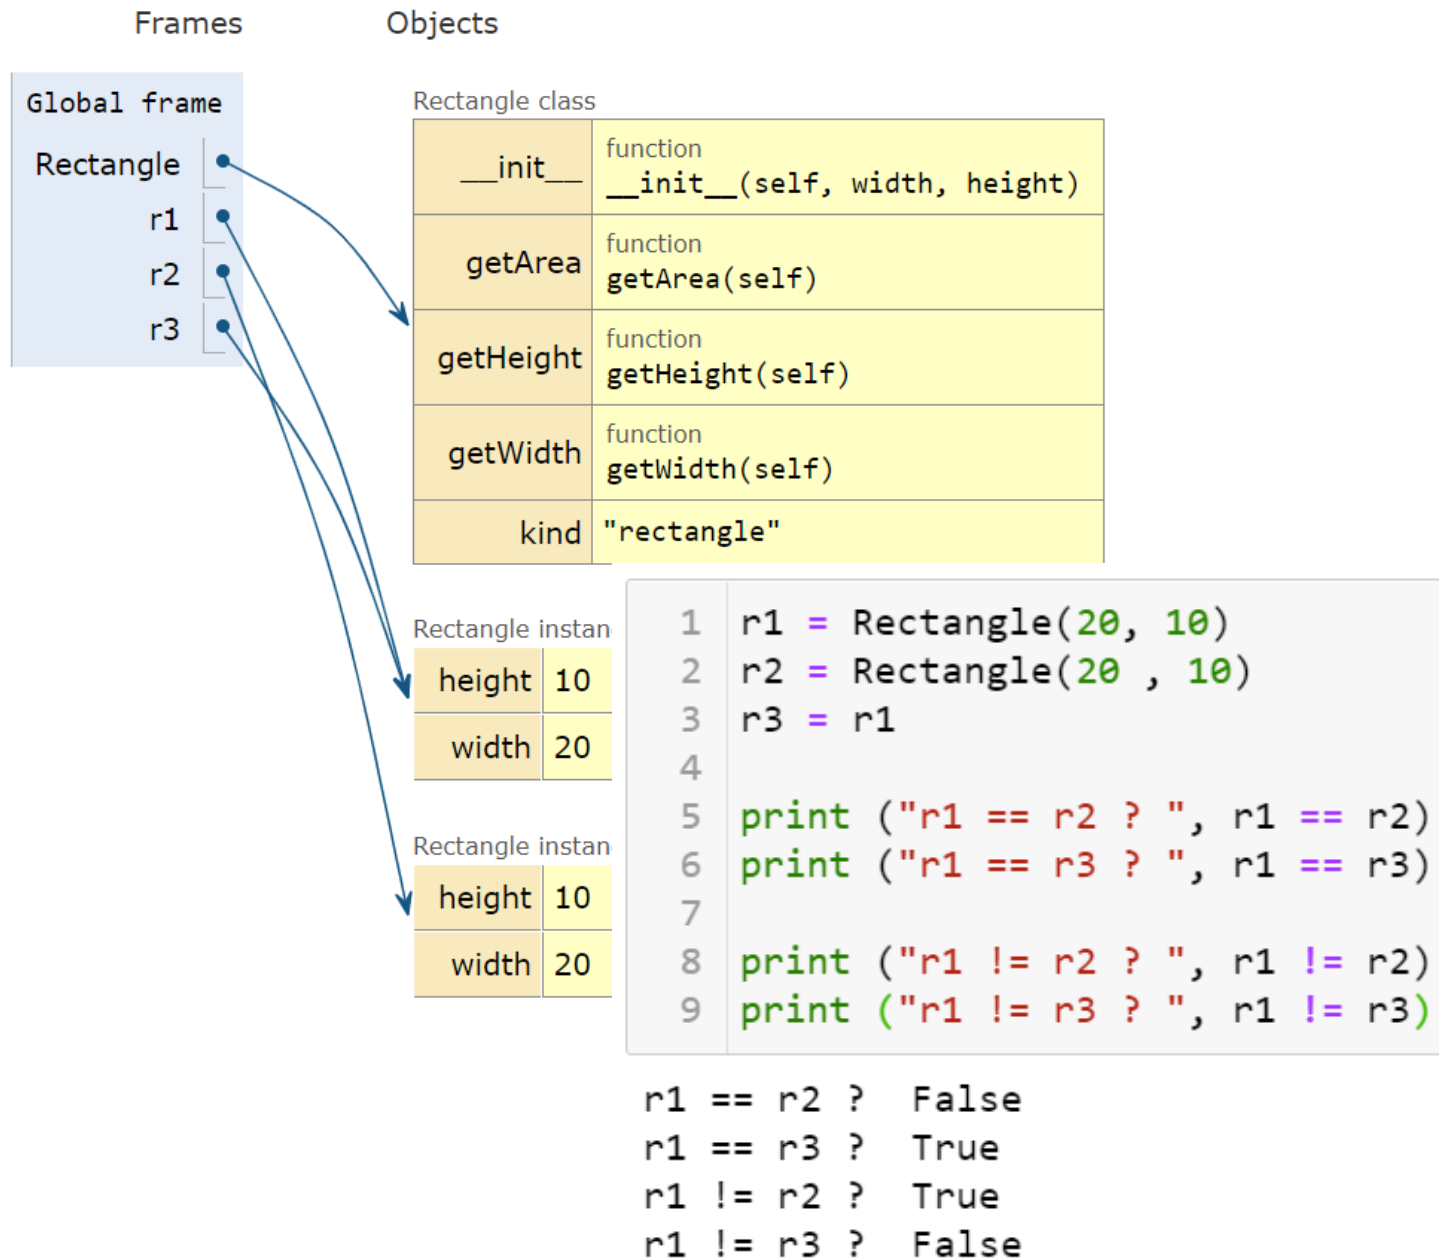 Frames Objects
Global frame
Rectangle
r1
r2
r3
Rectangle class
__init__ function
__init__(self, width, height)
getArea function
getArea(self)
getHeight function
getHeight(self)
getWidth function
getWidth(self)
kind "rectangle"
Rectangle instan
height 10
width 20
Rectangle instan
height 10
width 20
1 r1 = Rectangle(20, 10)
2 r2 = Rectangle(20 , 10)
3 r3 = r1
4
5 print ("r1 == r2 ? ", r1 == r2)
6 print ("r1 == r3 ? ", r1 == r3)
7
8 print ("r1 != r2 ? ", r1 != r2)
9 print ("r1 != r3 ? ", r1 != r3)
r1 == r2 ?  False
r1 == r3 ?  True
r1 != r2 ?  True
r1 != r3 ?  False